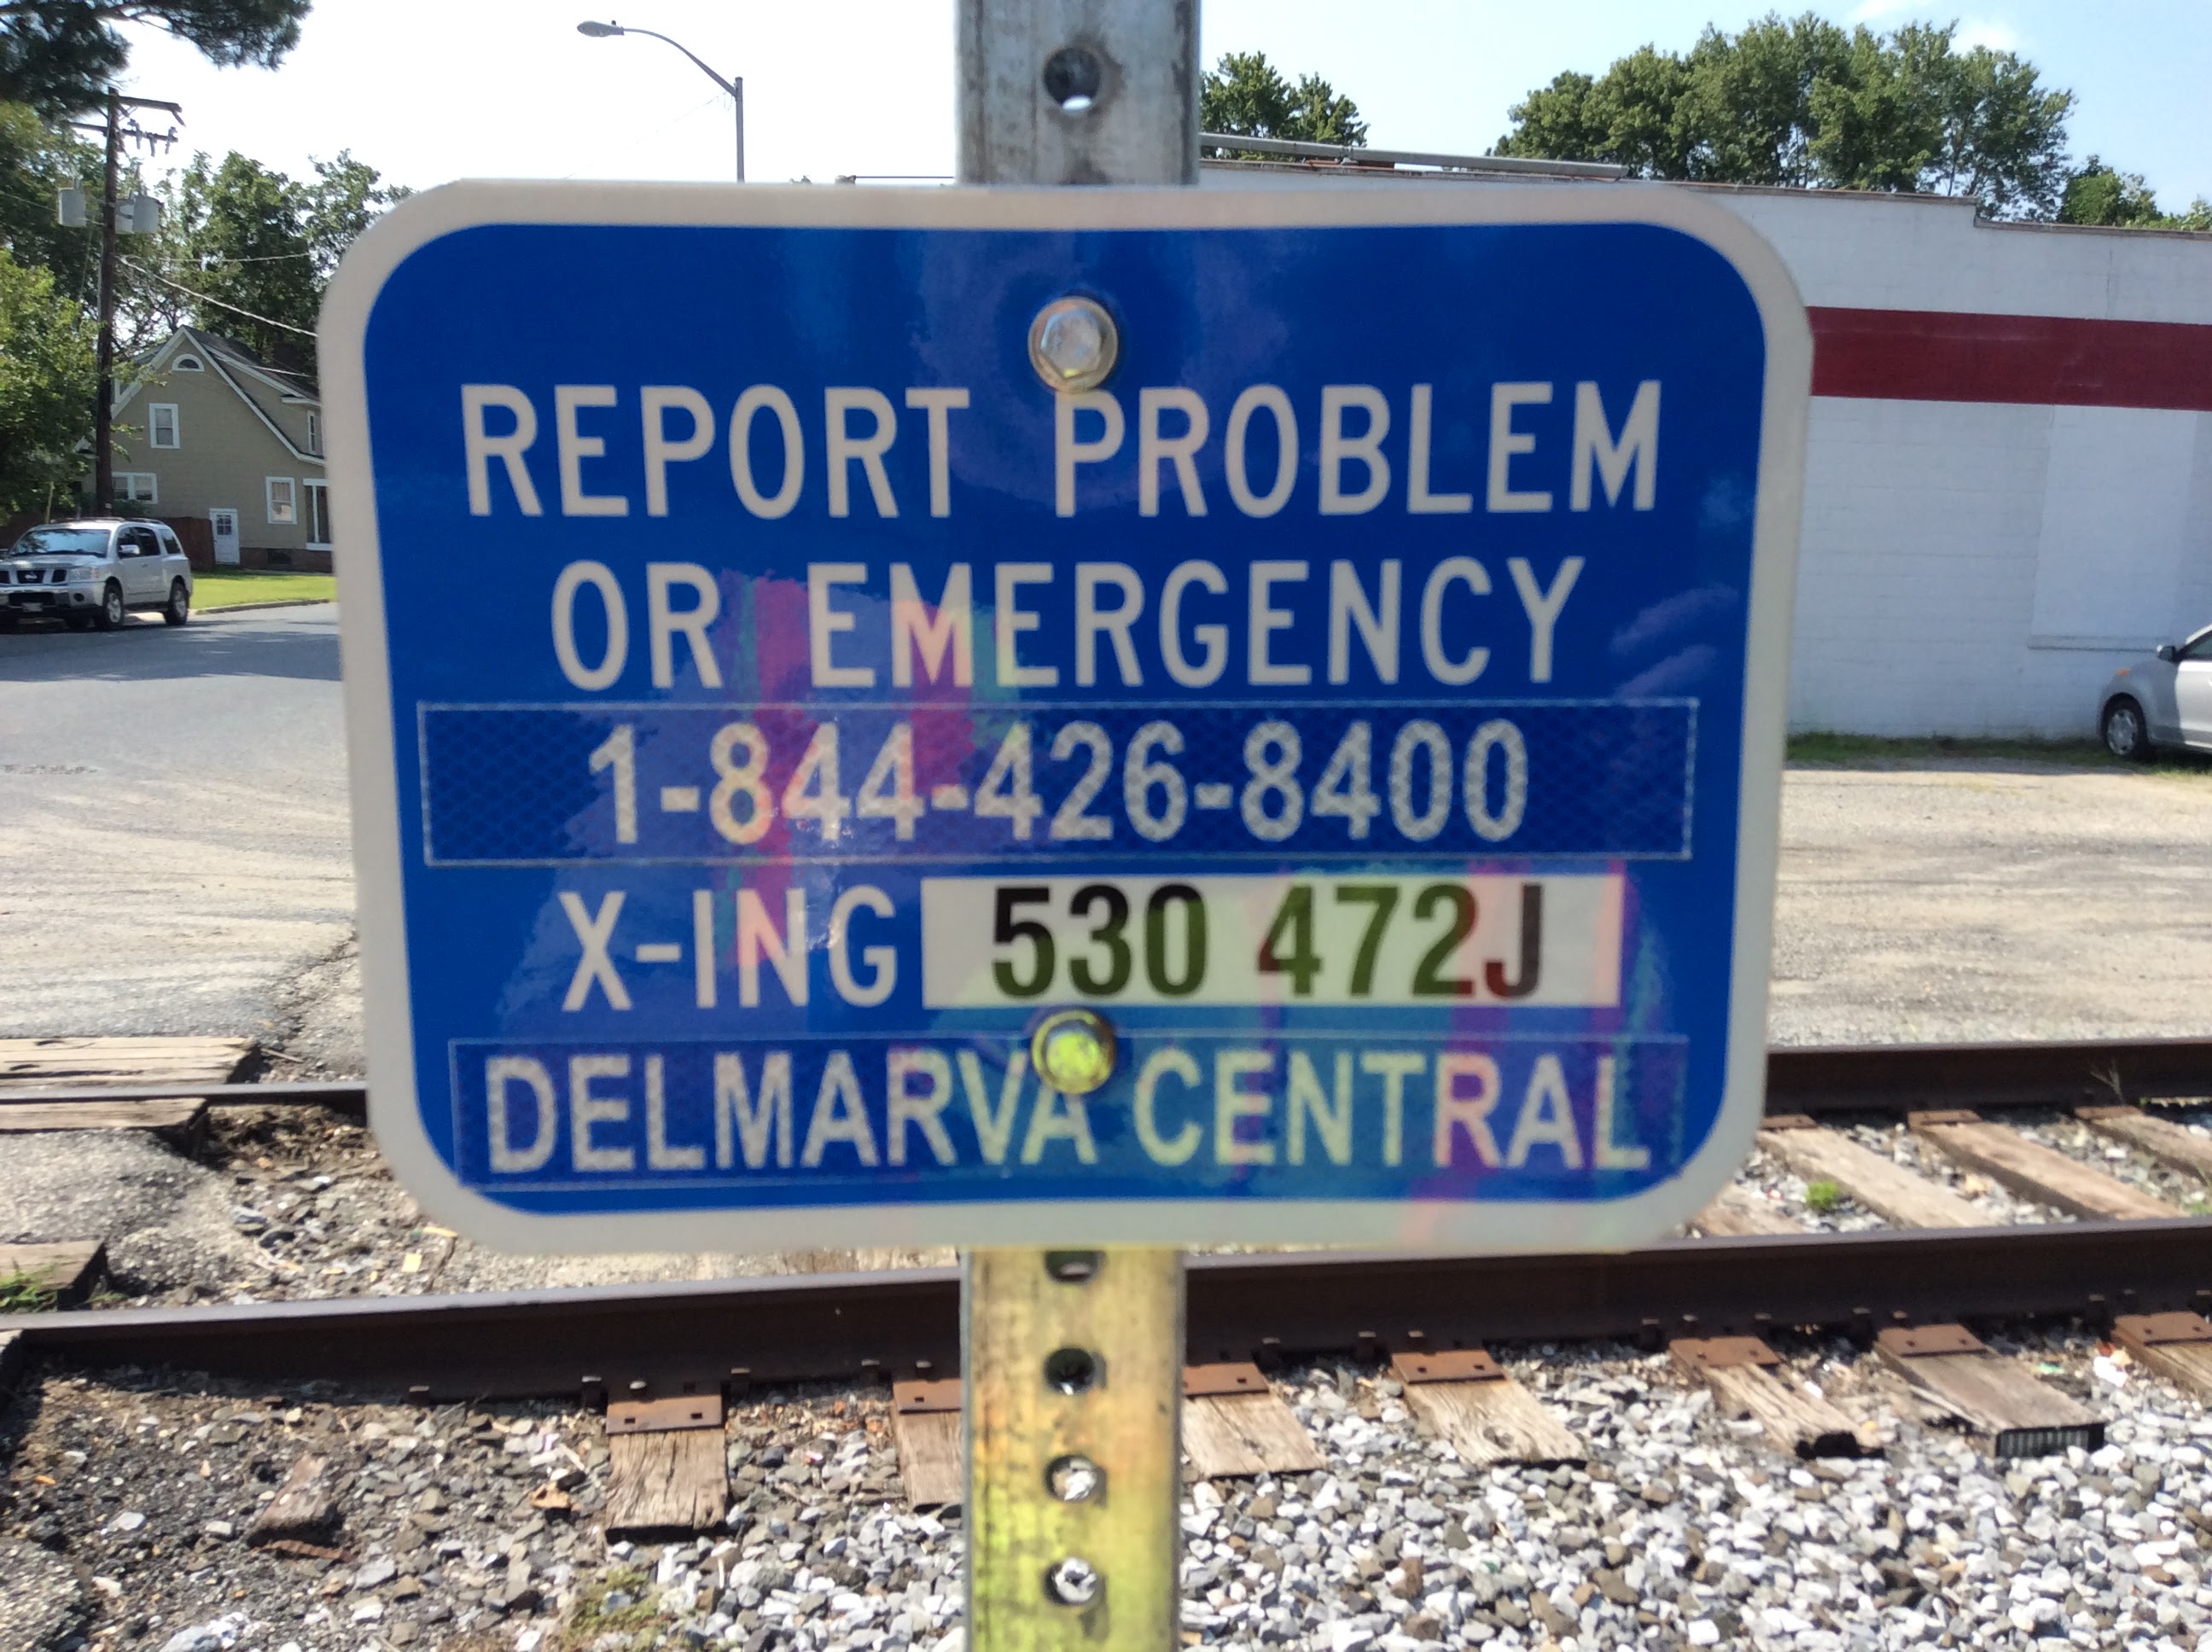 REPORT PROBLEM
OR EMERGENCY
1-844-426-8400
X-ING 530 472J
DELMARVA CENTRAL